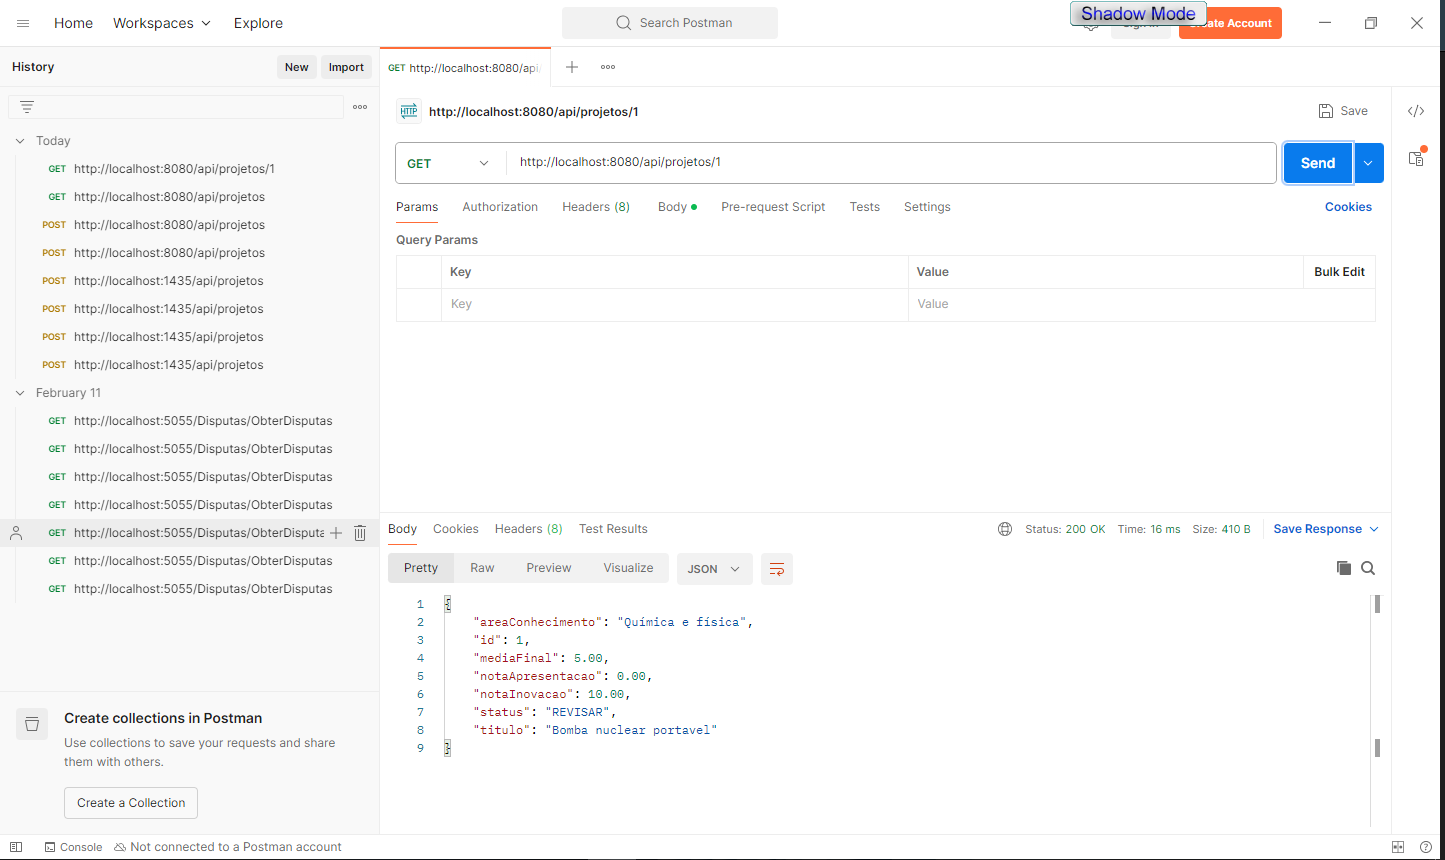 Home Workspaces Explore Search Postman Shadow Mode Create Account
History New Import
GET http://localhost:8080/api/
Today
GET http://localhost:8080/api/projetos/1
GET http://localhost:8080/api/projetos
POST http://localhost:8080/api/projetos
POST http://localhost:8080/api/projetos
POST http://localhost:1435/api/projetos
POST http://localhost:1435/api/projetos
POST http://localhost:1435/api/projetos
POST http://localhost:1435/api/projetos
February 11
GET http://localhost:5055/Disputas/ObterDisputas
GET http://localhost:5055/Disputas/ObterDisputas
GET http://localhost:5055/Disputas/ObterDisputas
GET http://localhost:5055/Disputas/ObterDisputas
GET http://localhost:5055/Disputas/ObterDisputa
GET http://localhost:5055/Disputas/ObterDisputas
GET http://localhost:5055/Disputas/ObterDisputas
Create collections in Postman
Use collections to save your requests and share
them with others.
Create a Collection
HTTP http://localhost:8080/api/projetos/1 Save
GET http://localhost:8080/api/projetos/1 Send
Params Authorization Headers (8) Body Pre-request Script Tests Settings Cookies
Query Params
Key Value Bulk Edit
Key Value
Body Cookies Headers (8) Test Results Status: 200 OK Time: 16 ms Size: 410 B Save Response
Pretty Raw Preview Visualize JSON
1 {
2 "areaConhecimento": "Química e física",
3 "id": 1,
4 "mediaFinal": 5.00,
5 "notaApresentacao": 0.00,
6 "notaInovacao": 10.00,
7 "status": "REVISAR",
8 "titulo": "Bomba nuclear portavel"
9 }
Console Not connected to a Postman account